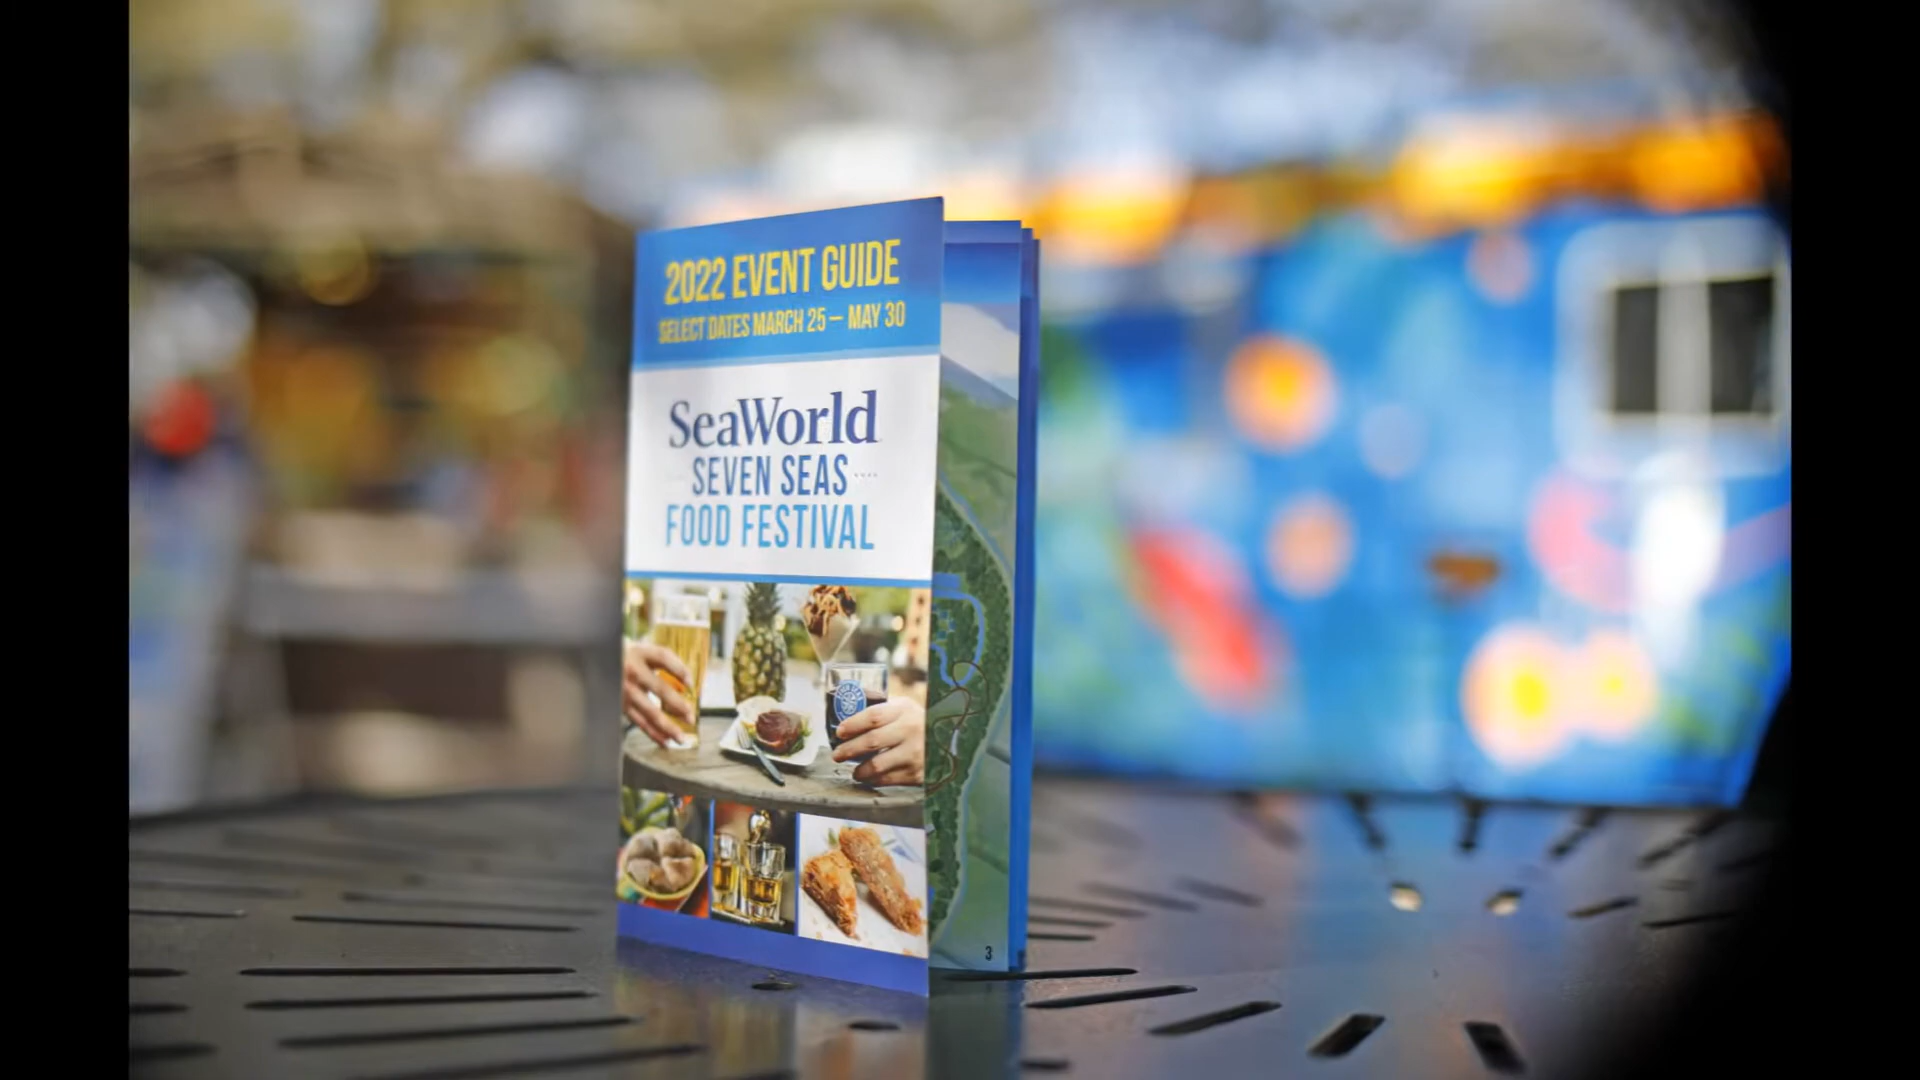 2022 EVENT GUIDE
SELECT DATES MARCH 25 – MAY 30
SeaWorld
SEVEN SEAS
FOOD FESTIVAL
3